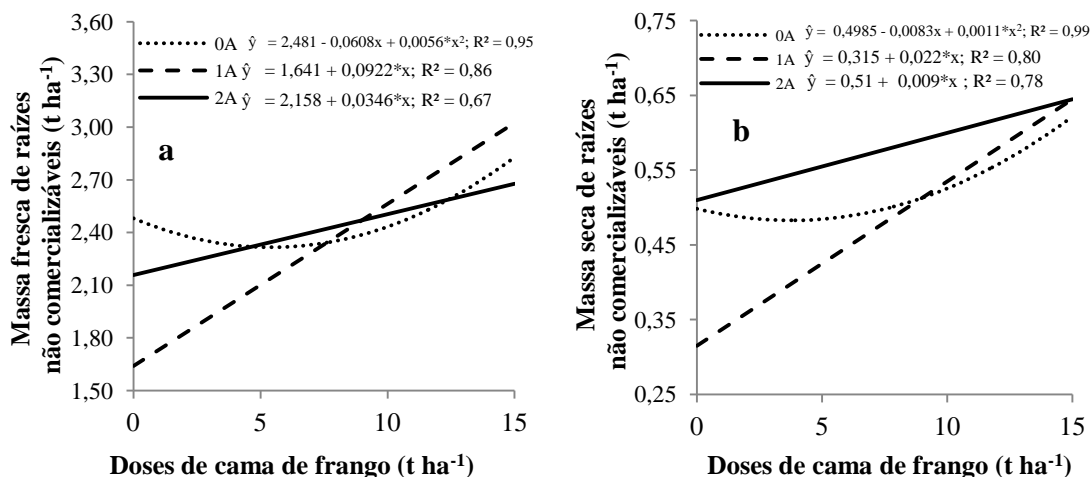 3,60
3,30
3,00
2,70
2,40
2,10
1,80
1,50
0
5
10
15
Massa fresca de raízes
não comercializáveis (t ha⁻¹)
Doses de cama de frango (t ha⁻¹)
0A ŷ = 2,481 - 0,0608x + 0,0056*x²; R² = 0,95
1A ŷ = 1,641 + 0,0922*x; R² = 0,86
2A ŷ = 2,158 + 0,0346*x; R² = 0,67
a
0,75
0,65
0,55
0,45
0,35
0,25
0
5
10
15
Massa seca de raízes
não comercializáveis (t ha⁻¹)
Doses de cama de frango (t ha⁻¹)
0A ŷ = 0,4985 - 0,0083x + 0,0011*x²; R² = 0,99
1A ŷ = 0,315 + 0,022*x; R² = 0,80
2A ŷ = 0,51 + 0,009*x ; R² = 0,78
b